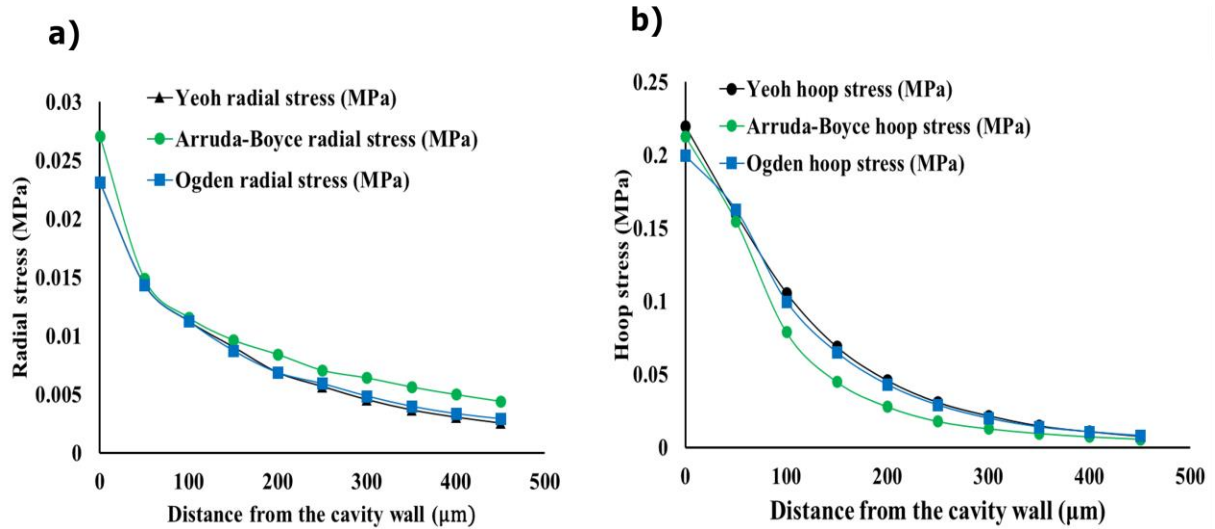 a)
Yeoh radial stress (MPa)
Arruda-Boyce radial stress (MPa)
Ogden radial stress (MPa)
Radial stress (MPa)
0.03
0.025
0.02
0.015
0.01
0.005
0
0 100 200 300 400 500
Distance from the cavity wall (µm)
b)
Yeoh hoop stress (MPa)
Arruda-Boyce hoop stress (MPa)
Ogden hoop stress (MPa)
Hoop stress (MPa)
0.25
0.2
0.15
0.1
0.05
0
0 100 200 300 400 500
Distance from the cavity wall (µm)